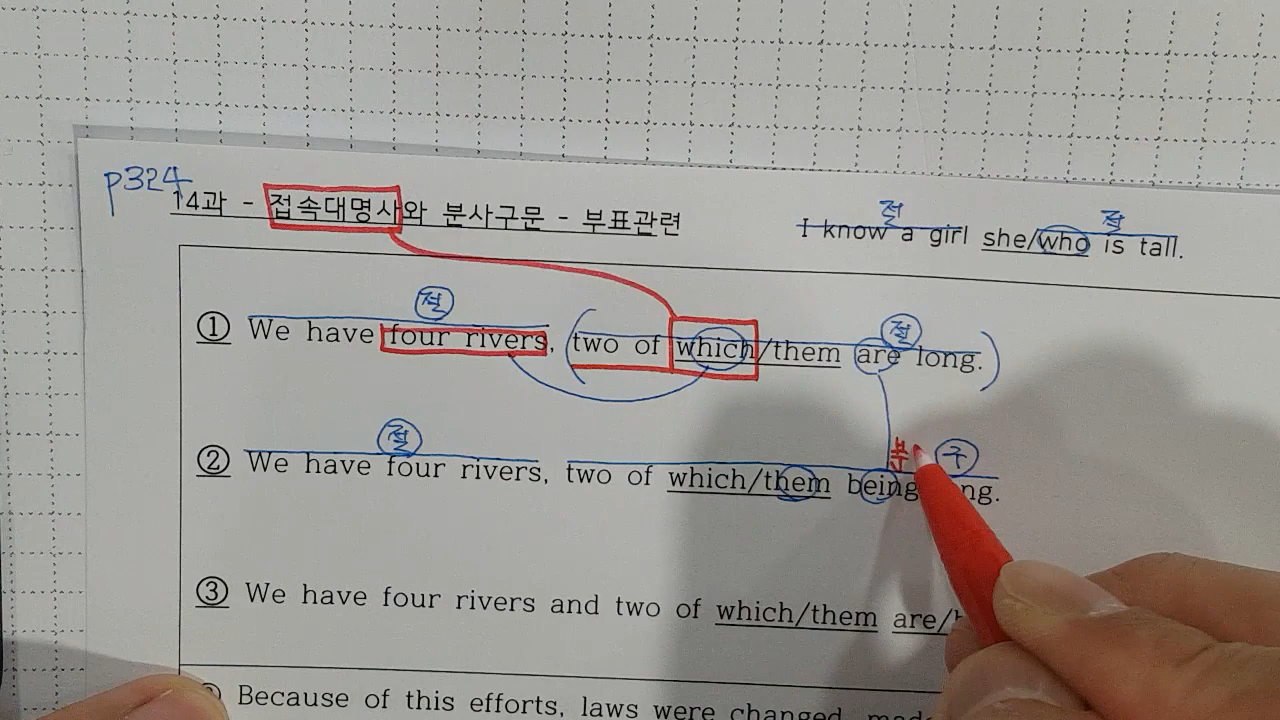 p324
14과 - 접속대명사와 분사구문 - 부표관련
절 접
I know a girl she/who is tall.
절 절
① We have four rivers, (two of which/them are long.)
절 분 구
② We have four rivers, two of which/them being
ng.
③ We have four rivers and two of which/them are/
Because of this efforts, laws were changed,